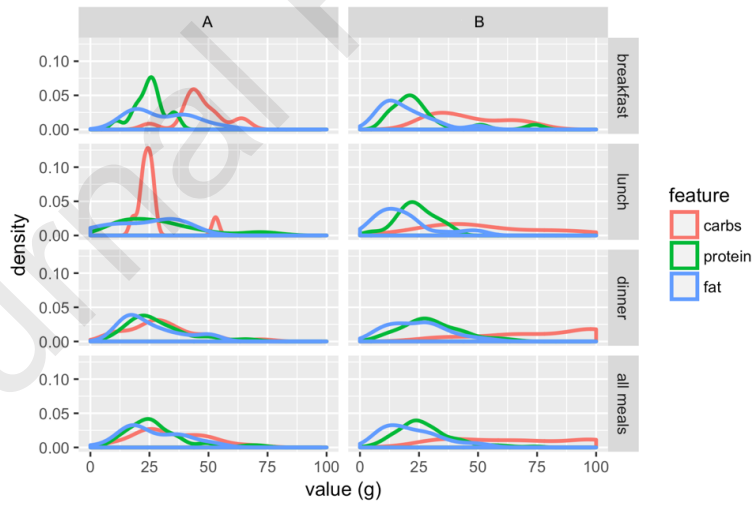 A B
0.10
0.05
0.00
breakfast
0.10
0.05
0.00
lunch
0.10
0.05
0.00
dinner
0.10
0.05
0.00
all meals
0 25 50 75 100 0 25 50 75 100
value (g)
density
feature
carbs
protein
fat